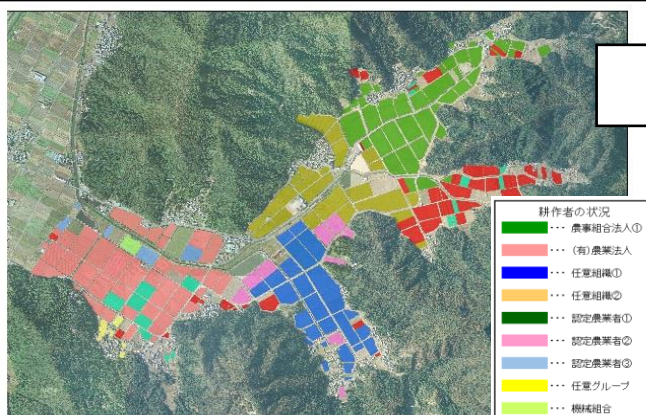 耕作者の状況
… 農事組合法人①
… (有)農業法人
… 任意組織①
… 任意組織②
… 認定農業者①
… 認定農業者②
… 認定農業者③
… 任意グループ
… 機械組合